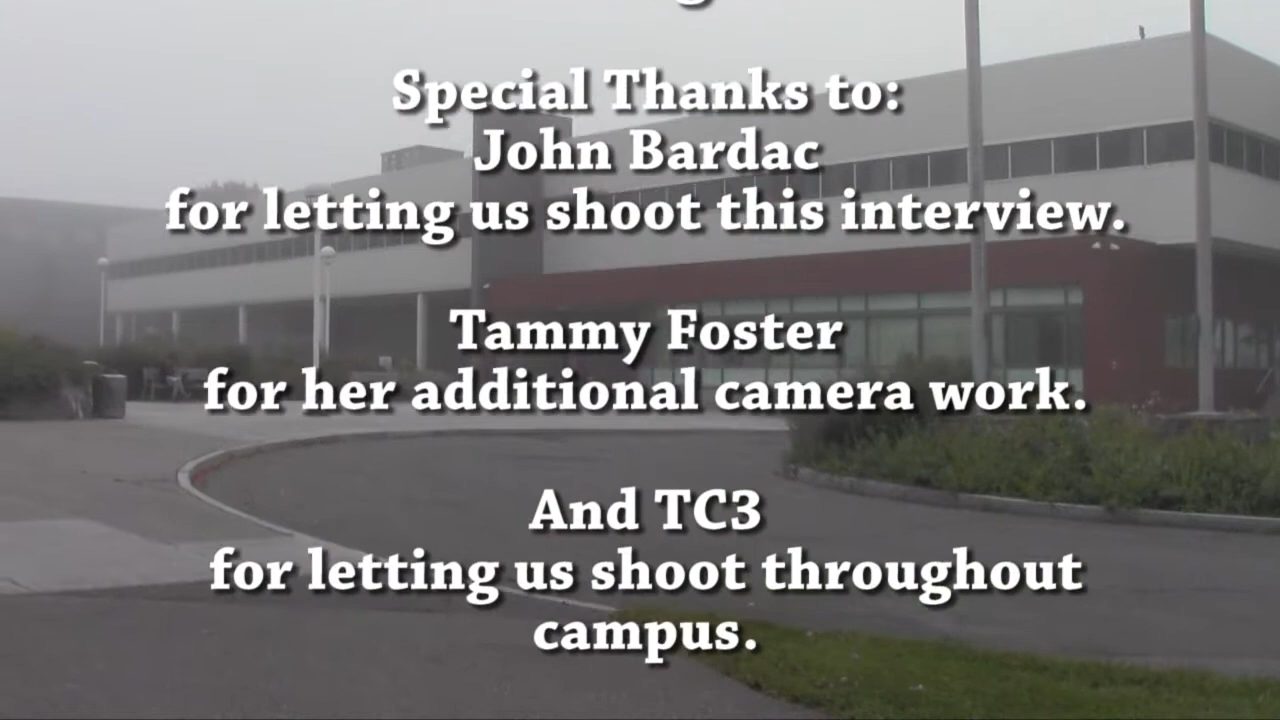 Special Thanks to:
John Bardac
for letting us shoot this interview.
Tammy Foster
for her additional camera work.
And TC3
for letting us shoot throughout
campus.